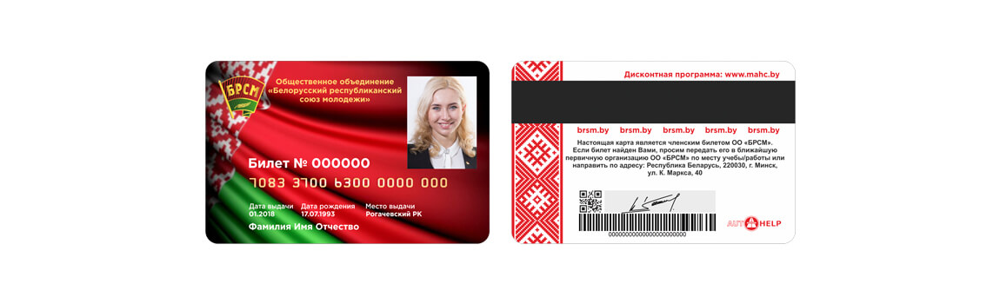 БРСМ
Общественное объединение
«Белорусский республиканский
союз молодежи»
Билет № 000000
7083 3700 6300 0000 000
Дата выдачи Дата рождения Место выдачи
01.2018 17.07.1993 Рогачевский РК
Фамилия Имя Отчество
Дисконтная программа: www.mahc.by
brsm.by brsm.by brsm.by brsm.by brsm.by
Настоящая карта является членским билетом ОО «БРСМ».
Если билет найден Вами, просим передать его в ближайшую
первичную организацию ОО «БРСМ» по месту учебы/работы или
направить по адресу: Республика Беларусь, 220030, г. Минск,
ул. К. Маркса, 40
00000000000000000000000
AUTOHELP